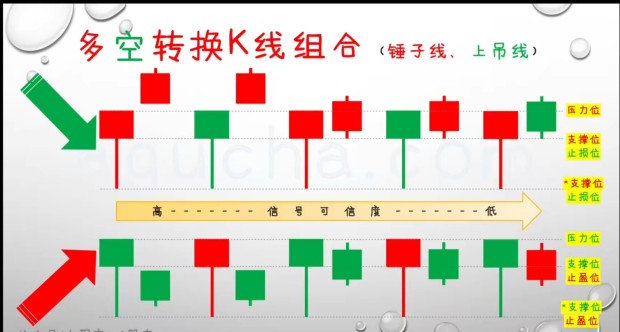 多空转换K线组合（锤子线、上吊线）
压力位
支撑位
止损位
*支撑位
止损位
高-------信号可信度-------低
压力位
支撑位
止盈位
*支撑位
止盈位